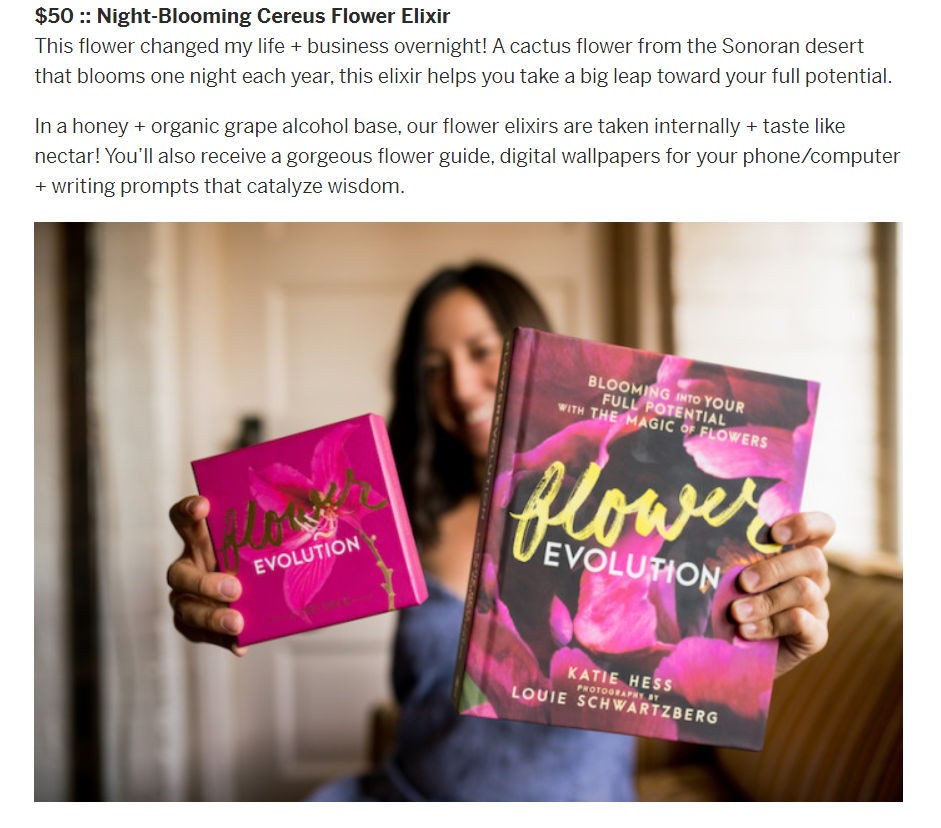 $50 :: Night-Blooming Cereus Flower Elixir
This flower changed my life + business overnight! A cactus flower from the Sonoran desert
that blooms one night each year, this elixir helps you take a big leap toward your full potential.
In a honey + organic grape alcohol base, our flower elixirs are taken internally + taste like
nectar! You’ll also receive a gorgeous flower guide, digital wallpapers for your phone/computer
+ writing prompts that catalyze wisdom.
flower
EVOLUTION
BLOOMING INTO YOUR
FULL POTENTIAL
WITH THE MAGIC OF FLOWERS
flower
EVOLUTION
KATIE HESS
PHOTOGRAPHY BY
LOUIE SCHWARTZBERG